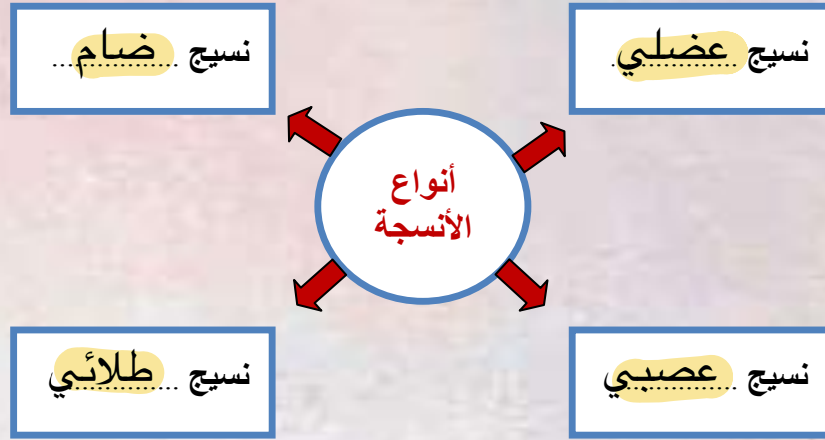 نسيج عضلي
نسيج ضام
أنواع
الأنسجة
نسيج عصبي
نسيج طلائي